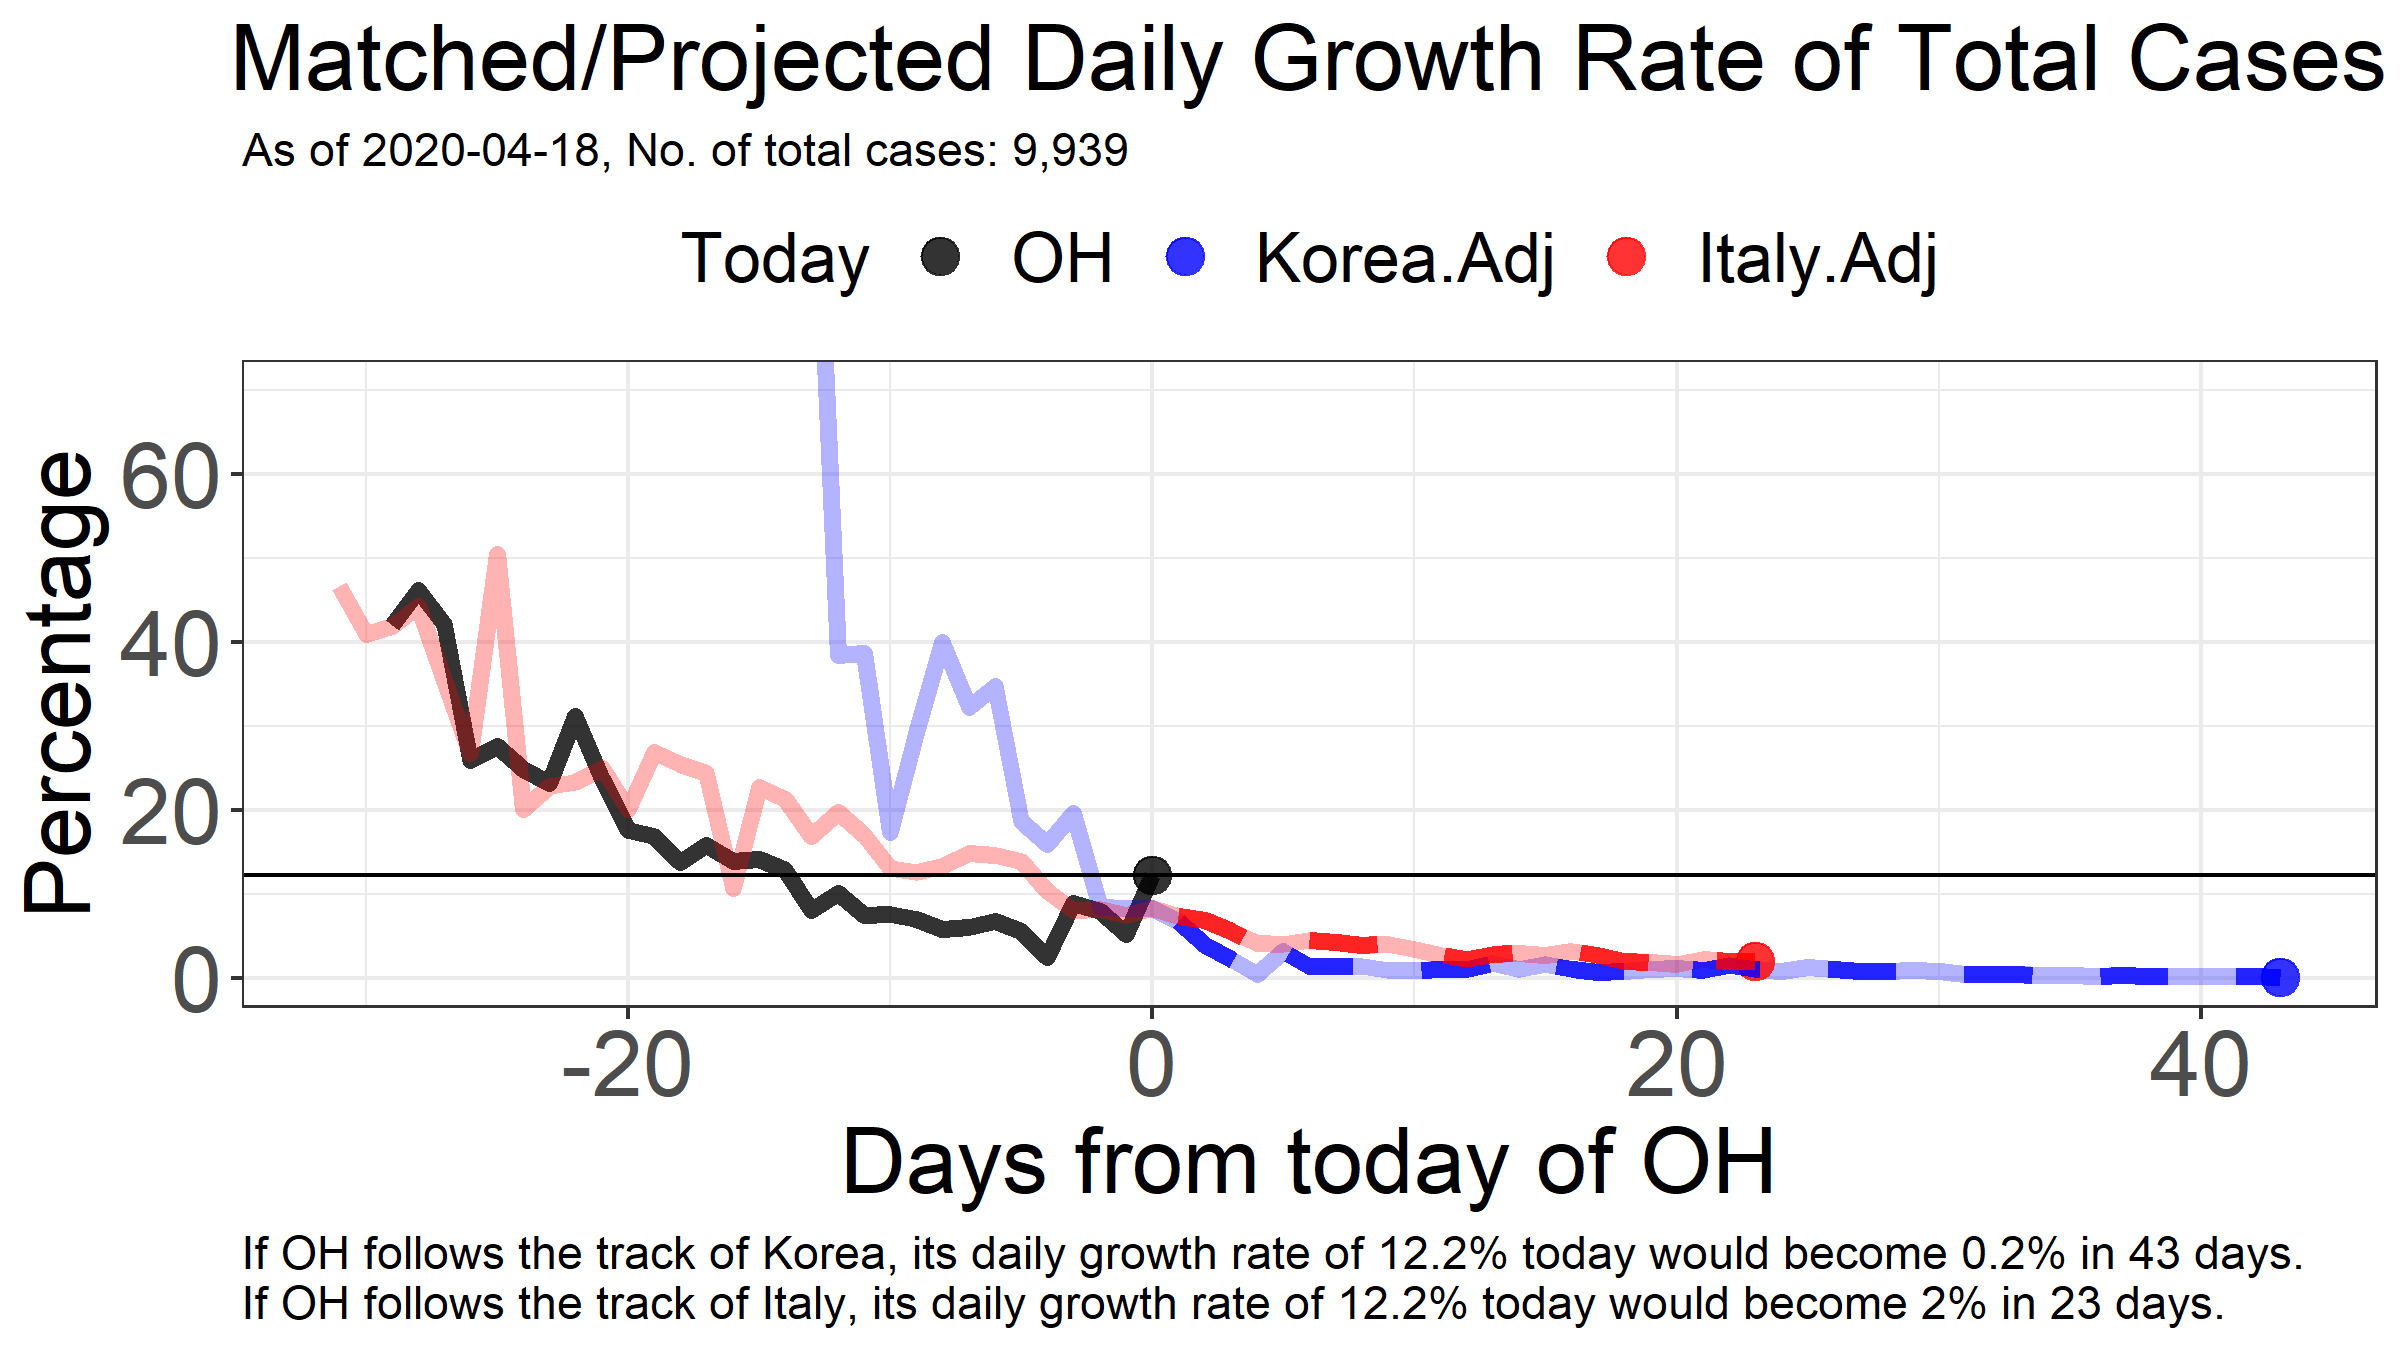 Matched/Projected Daily Growth Rate of Total Cases
As of 2020-04-18, No. of total cases: 9,939
Today OH Korea.Adj Italy.Adj
Percentage
60
40
20
0
-20 0 20 40
Days from today of OH
If OH follows the track of Korea, its daily growth rate of 12.2% today would become 0.2% in 43 days.
If OH follows the track of Italy, its daily growth rate of 12.2% today would become 2% in 23 days.